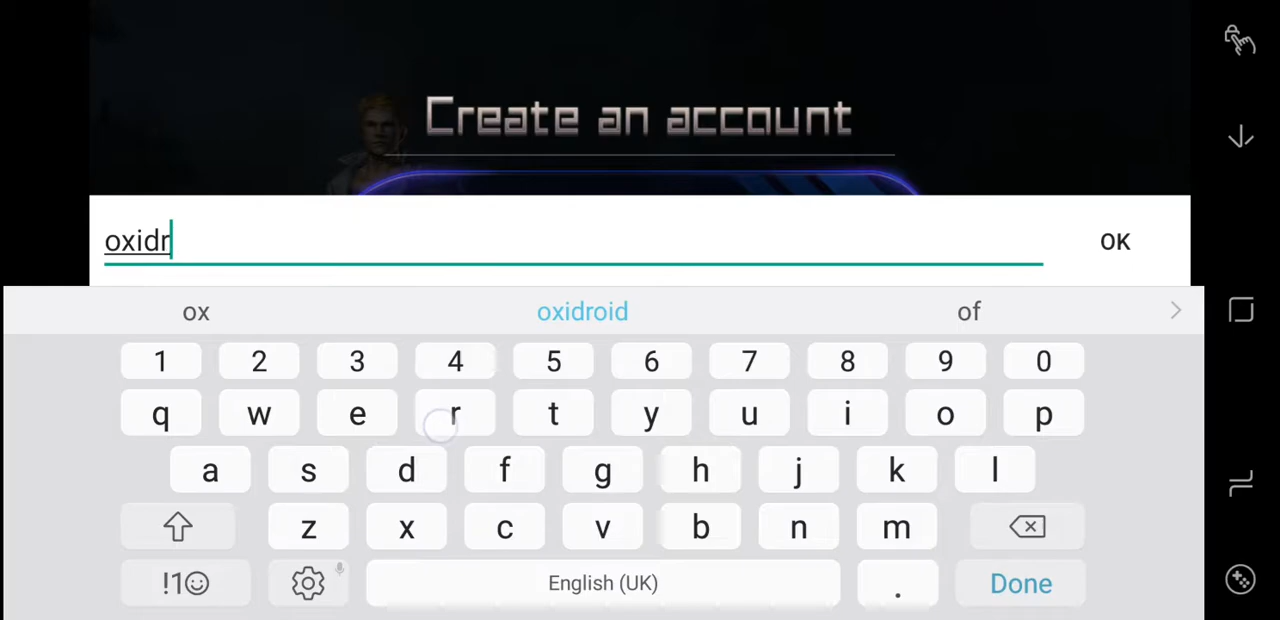 Create an account
oxidr
OK
ox oxidroid of
1 2 3 4 5 6 7 8 9 0
q w e r t y u i o p
a s d f g h j k l
z x c v b n m
!1☺ English (UK) . Done